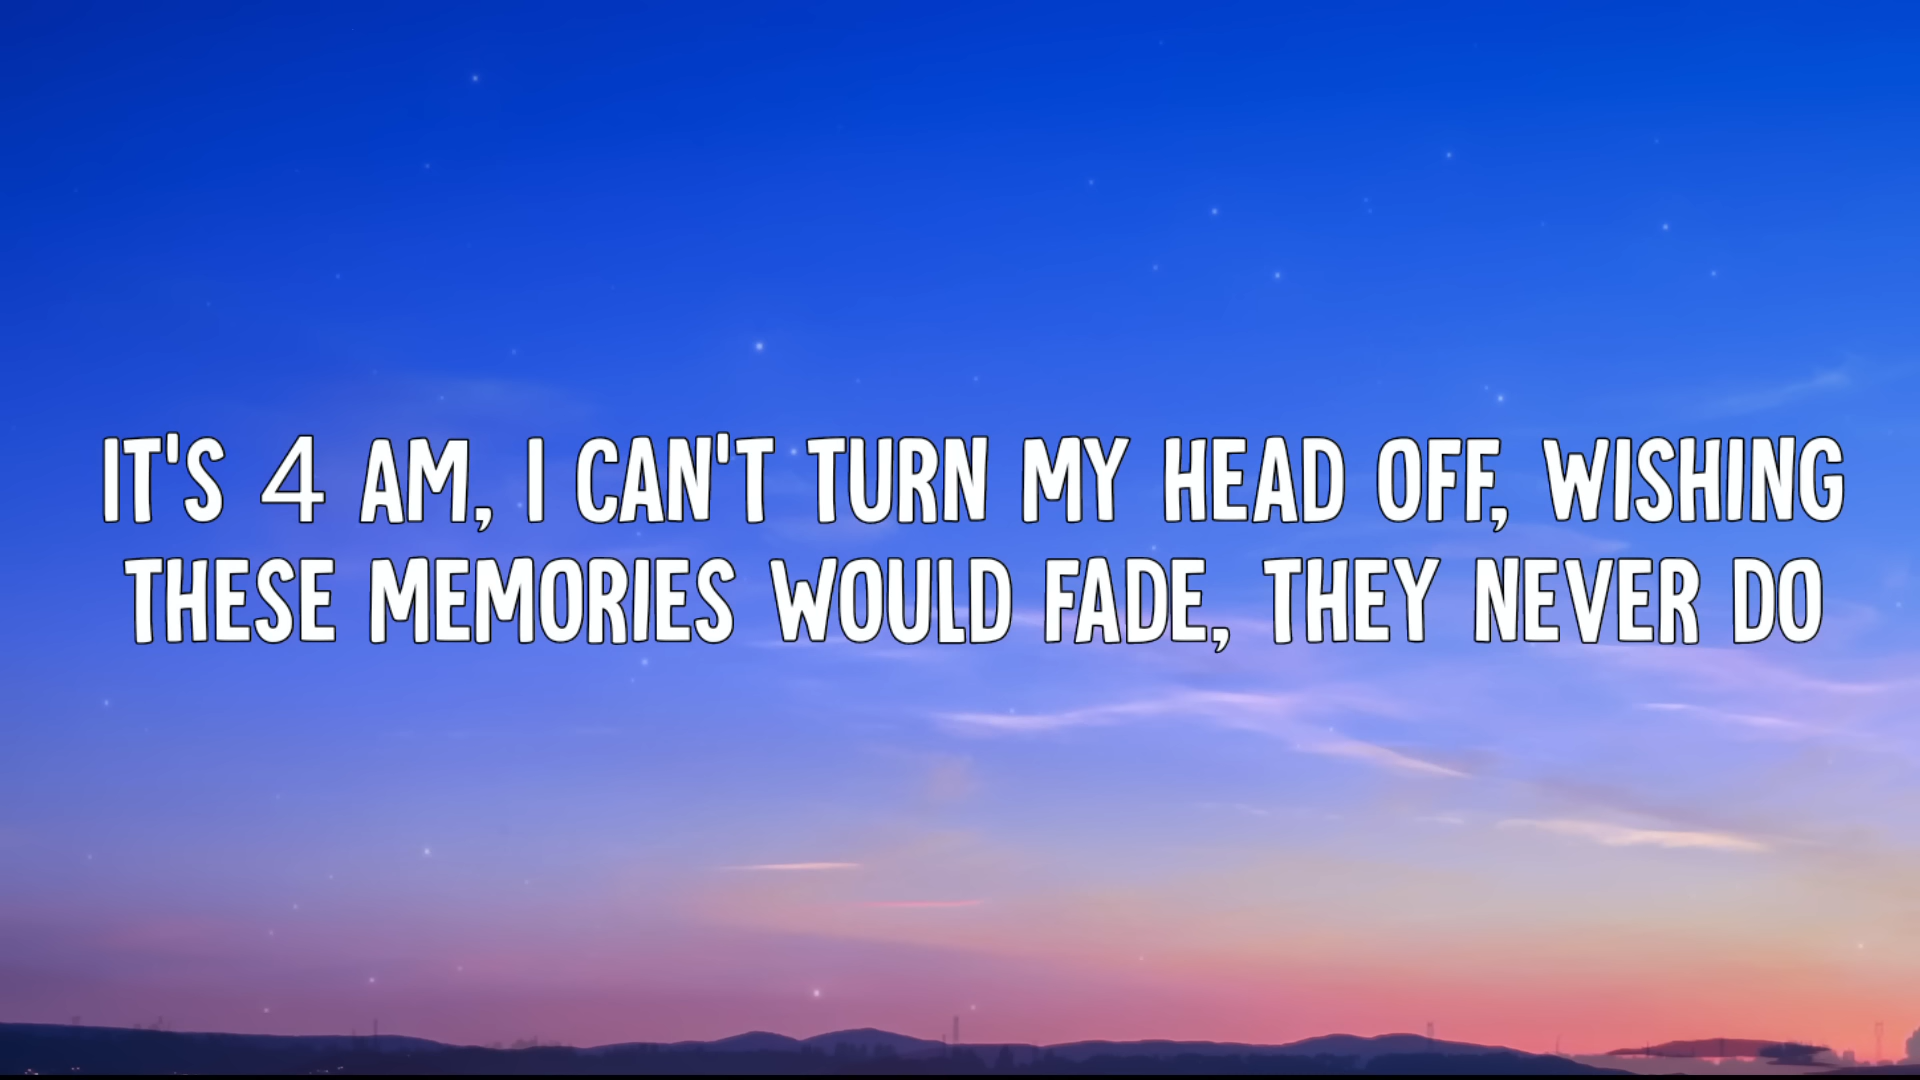 IT'S 4 AM, I CAN'T TURN MY HEAD OFF, WISHING
THESE MEMORIES WOULD FADE, THEY NEVER DO